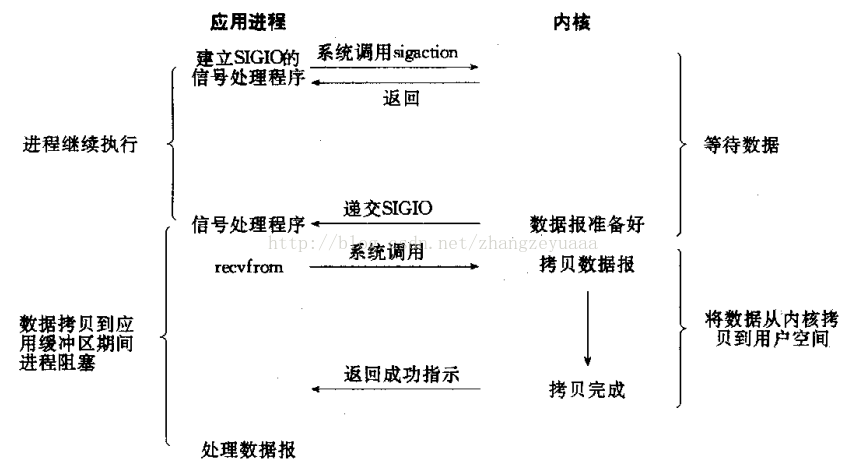 应用进程
内核
建立SIGIO的
信号处理程序
系统调用sigaction
返回
进程继续执行
等待数据
递交SIGIO
信号处理程序
数据报准备好
http://blog.csdn.net/zhangzeyuaaa
recvfrom
系统调用
拷贝数据报
数据拷贝到应
用缓冲区期间
进程阻塞
将数据从内核拷
贝到用户空间
返回成功指示
拷贝完成
处理数据报